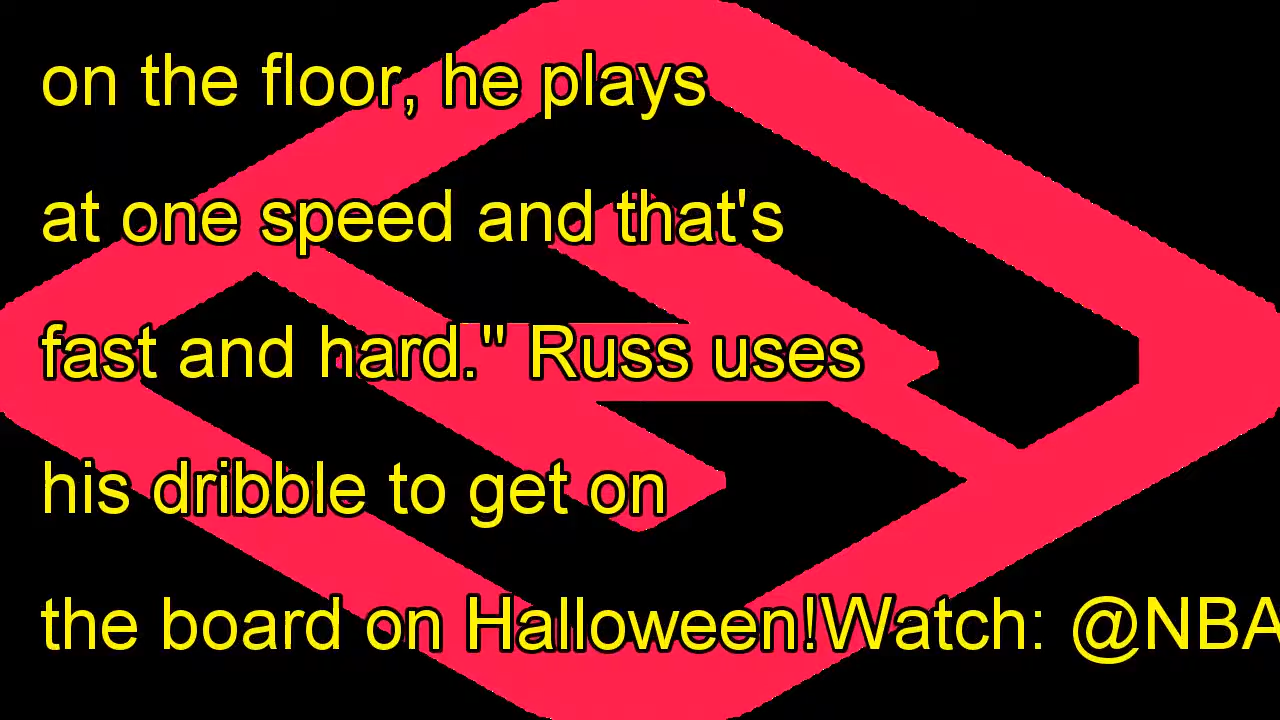 on the floor, he plays
at one speed and that's
fast and hard." Russ uses
his dribble to get on
the board on Halloween!Watch: @NBA